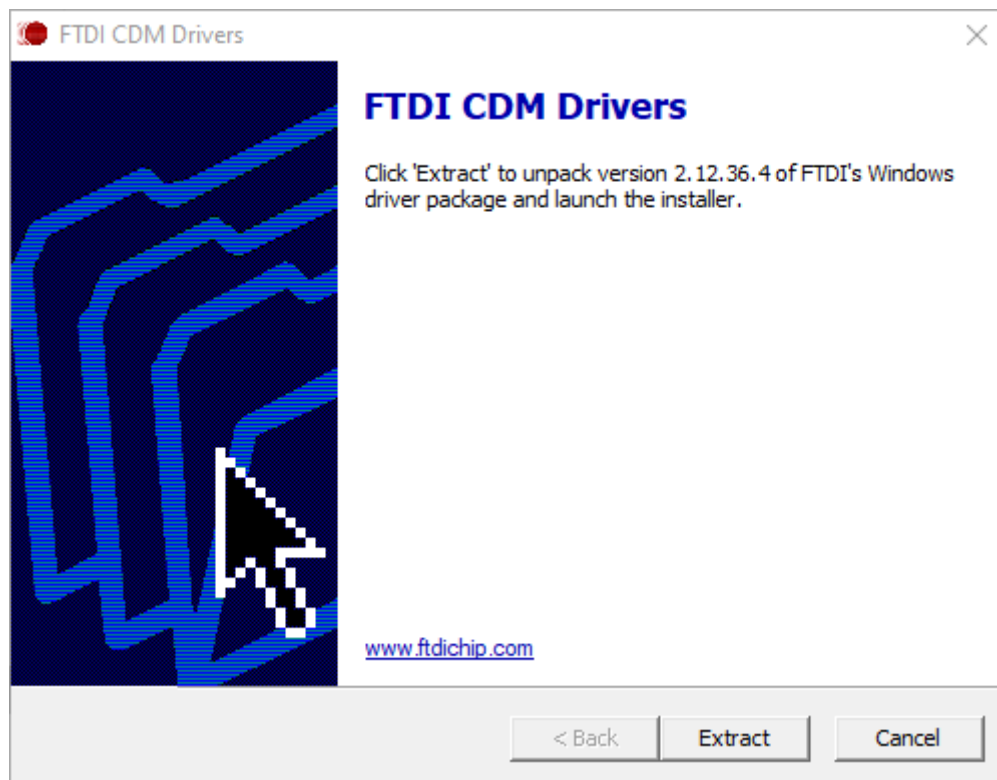 FTDI CDM Drivers
FTDI CDM Drivers
Click 'Extract' to unpack version 2.12.36.4 of FTDI's Windows
driver package and launch the installer.
www.ftdichip.com
< Back
Extract
Cancel